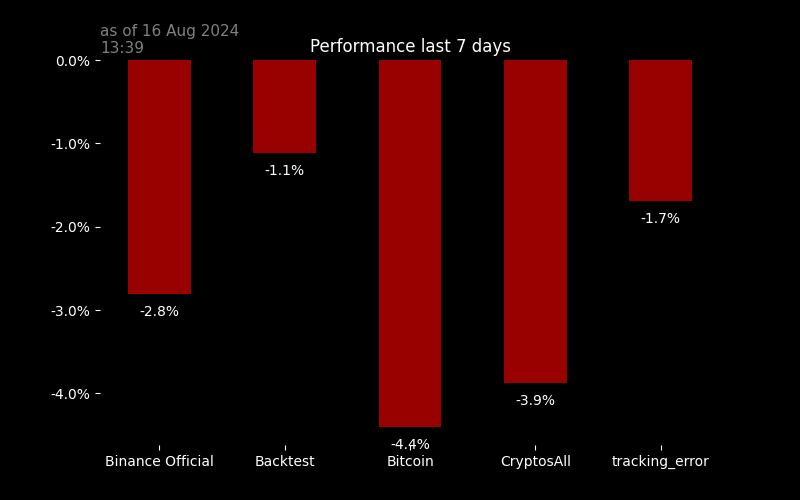 as of 16 Aug 2024
13:39
Performance last 7 days
0.0%
-1.0%
-2.0%
-3.0%
-4.0%
-2.8%
-1.1%
-4.4%
-3.9%
-1.7%
Binance Official
Backtest
Bitcoin
CryptosAll
tracking_error